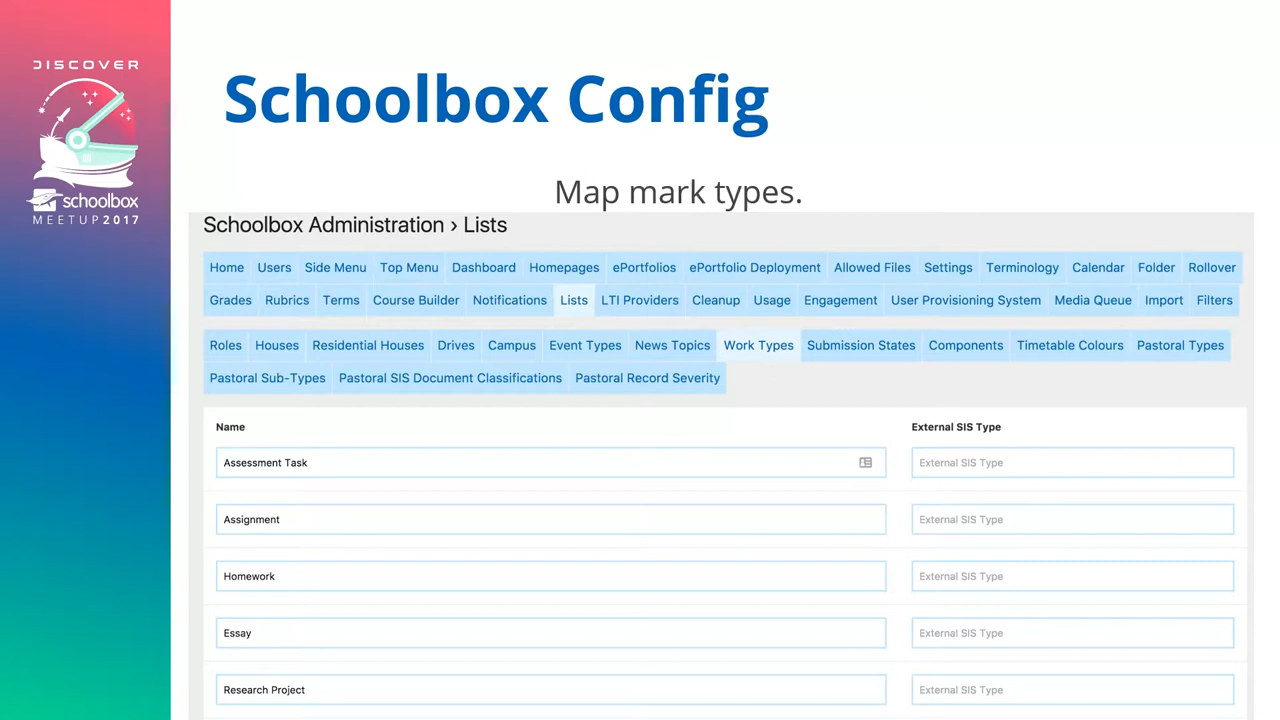 DISCOVER
schoolbox
MEETUP2017
Schoolbox Config
Map mark types.
Schoolbox Administration › Lists
Home Users Side Menu Top Menu Dashboard Homepages ePortfolios ePortfolio Deployment Allowed Files Settings Terminology Calendar Folder Rollover
Grades Rubrics Terms Course Builder Notifications Lists LTI Providers Cleanup Usage Engagement User Provisioning System Media Queue Import Filters
Roles Houses Residential Houses Drives Campus Event Types News Topics Work Types Submission States Components Timetable Colours Pastoral Types
Pastoral Sub-Types Pastoral SIS Document Classifications Pastoral Record Severity
Name External SIS Type
Assessment Task External SIS Type
Assignment External SIS Type
Homework External SIS Type
Essay External SIS Type
Research Project External SIS Type